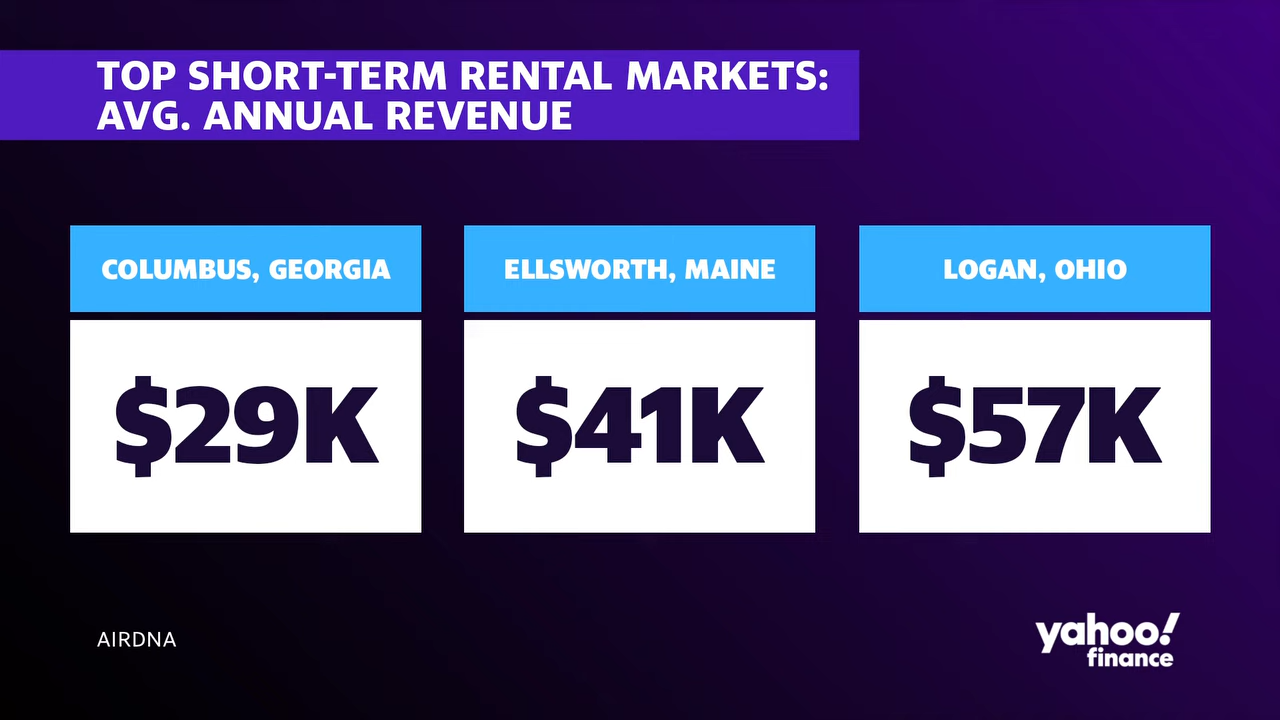 TOP SHORT-TERM RENTAL MARKETS:
AVG. ANNUAL REVENUE
COLUMBUS, GEORGIA
$29K
ELLSWORTH, MAINE
$41K
LOGAN, OHIO
$57K
AIRDNA
yahoo!
finance